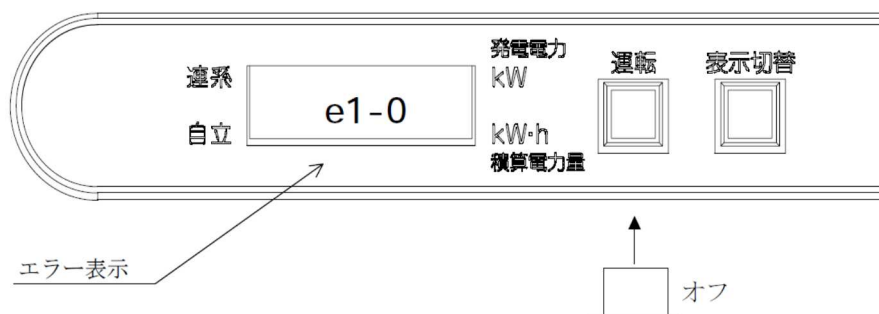 連系
自立
e1-0
発電電力
kW
kW･h
積算電力量
運転
表示切替
エラー表示
オフ